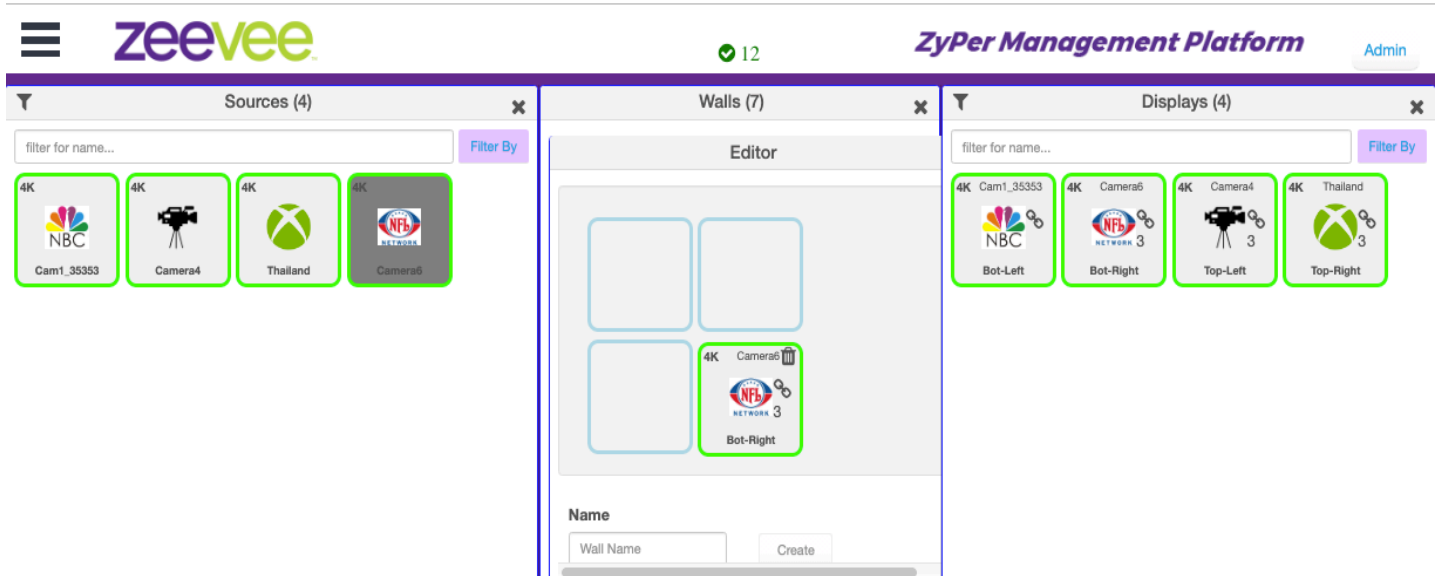 zeevee
12
ZyPer Management Platform
Admin
Sources (4)
filter for name...
Filter By
4K
NBC
Cam1_35353
4K
Camera4
4K
Thailand
4K
NFL
NETWORK
Camera6
Walls (7)
Editor
4K Camera6
NFL
NETWORK 3
Bot-Right
Name
Wall Name
Create
Displays (4)
filter for name...
Filter By
4K Cam1_35353
NBC
Bot-Left
4K Camera6
NFL
NETWORK 3
Bot-Right
4K Camera4
3
Top-Left
4K Thailand
3
Top-Right